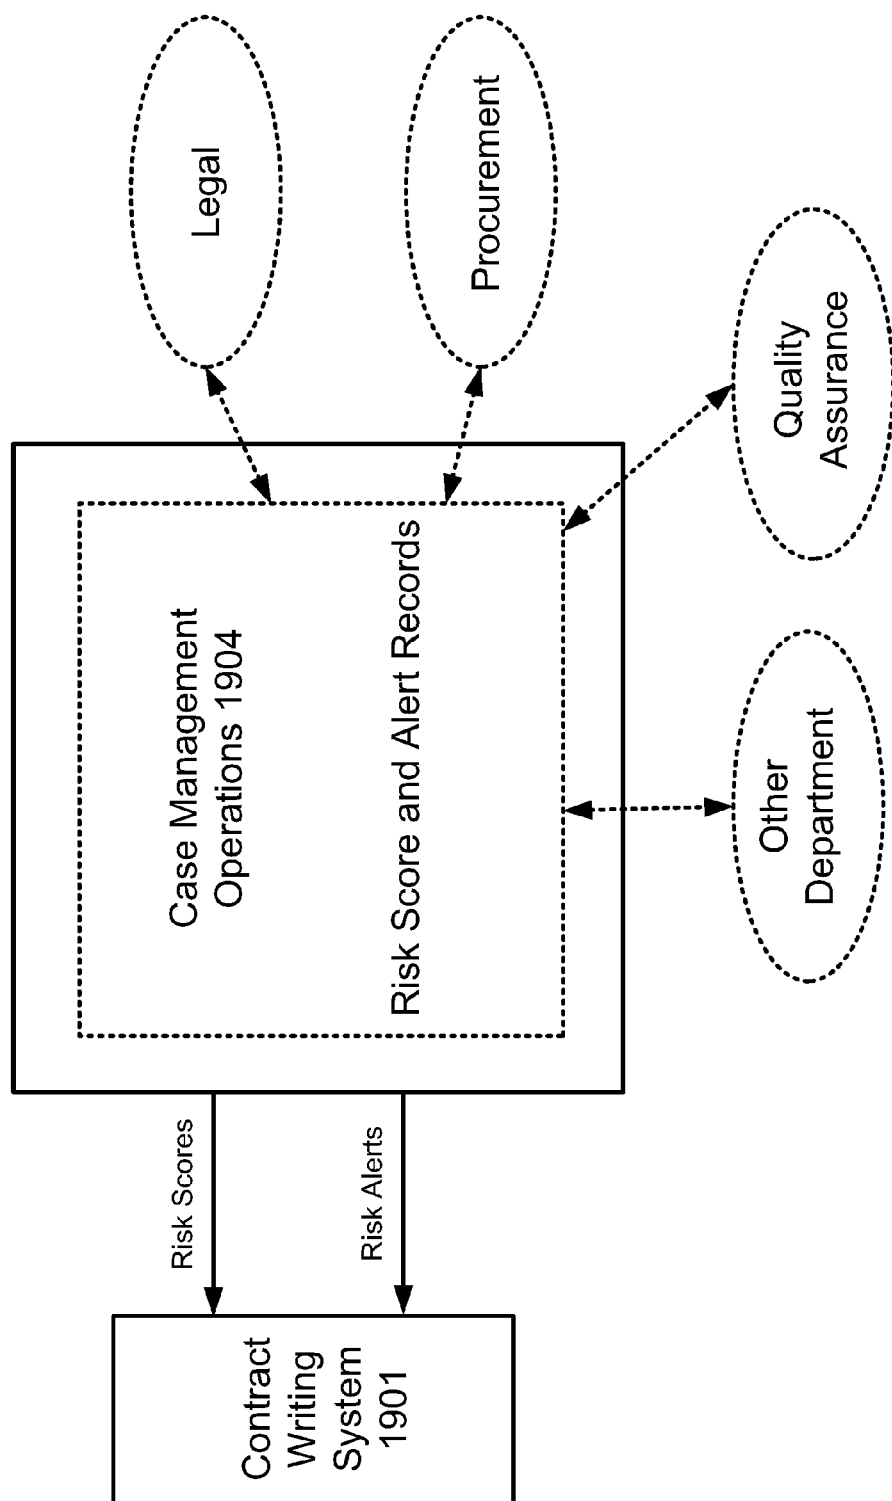 Contract
Writing
System
1901
Risk Scores
Risk Alerts
Case Management
Operations 1904
Risk Score and Alert Records
Legal
Procurement
Quality
Assurance
Other
Department